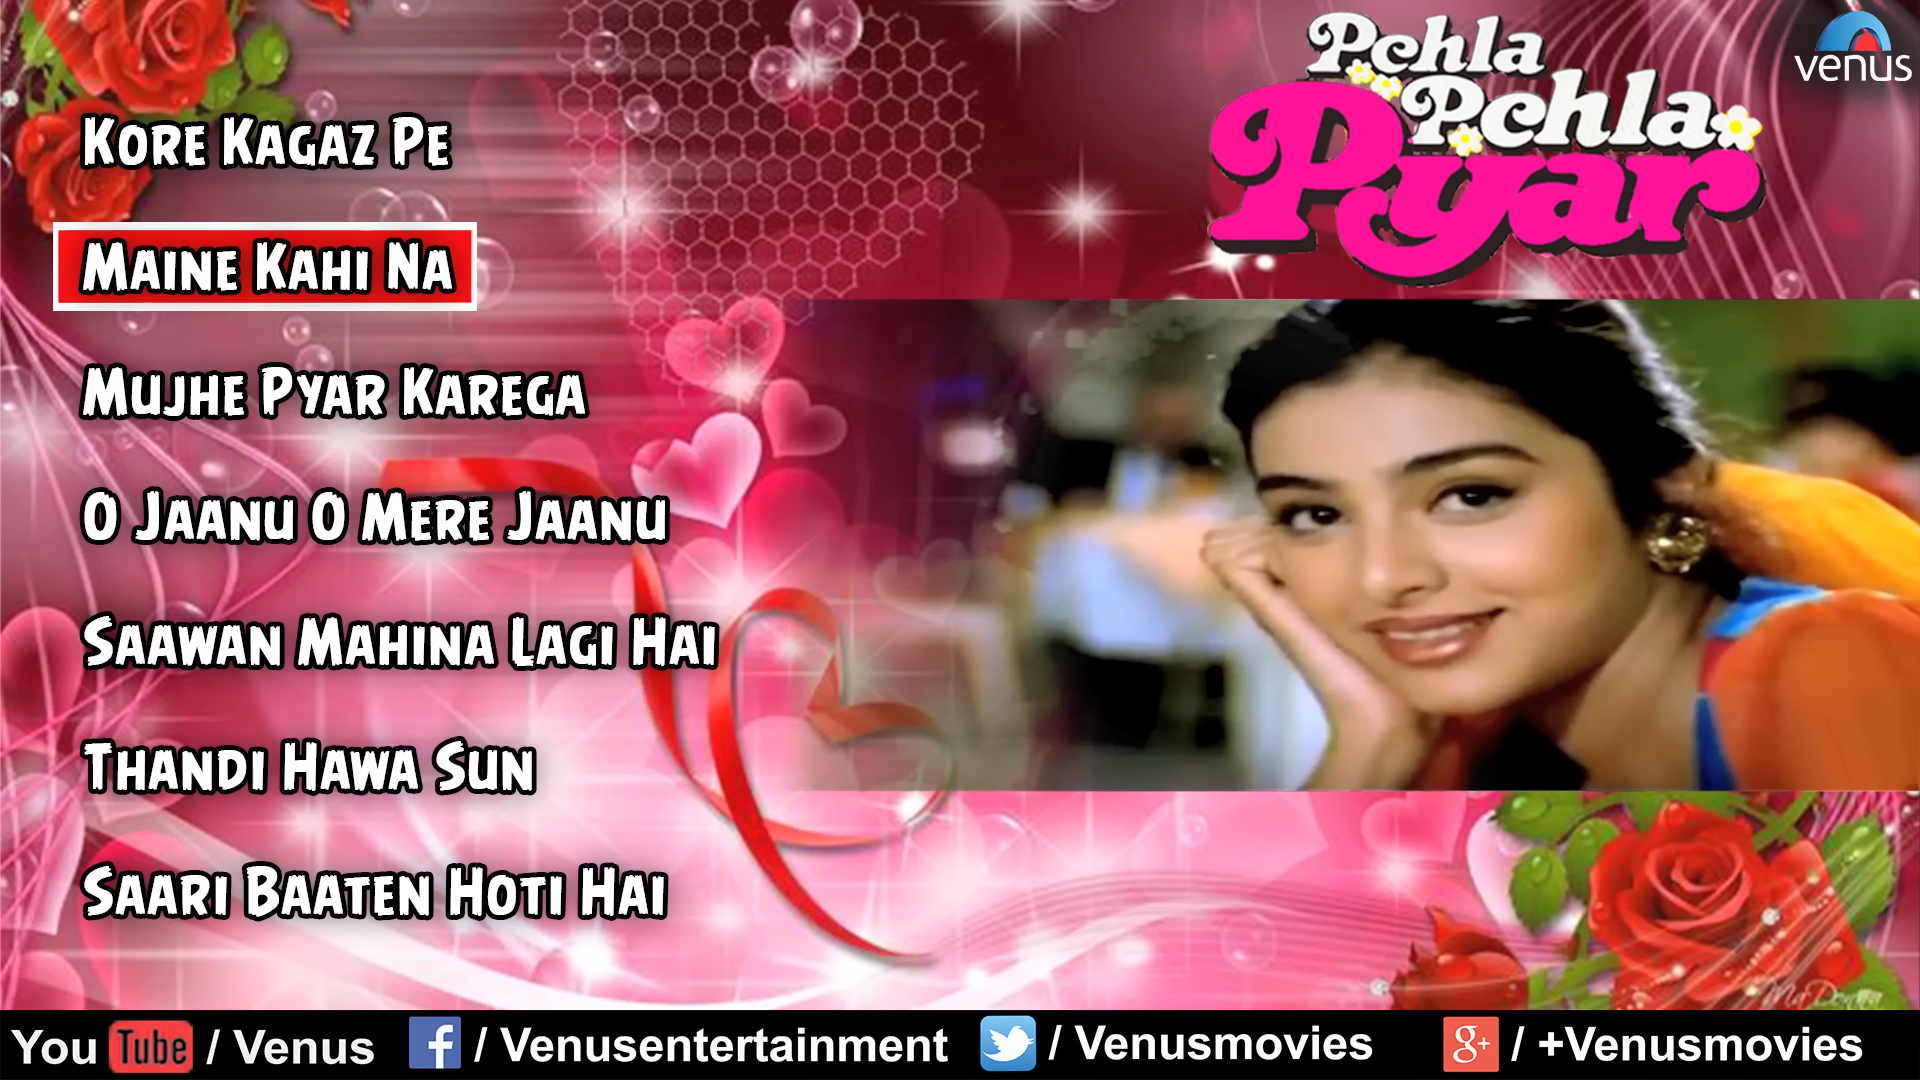 Pehla
Pehla
Pyar
venus
KORE KAGAZ PE
MAINE KAHI NA
MUJHE PYAR KAREGA
O JAANU O MERE JAANU
SAAWAN MAHINA LAGI HAI
THANDI HAWA SUN
SAARI BAATEN HOTI HAI
MaDonna
You Tube / Venus f / Venusentertainment / Venusmovies g+ / +Venusmovies